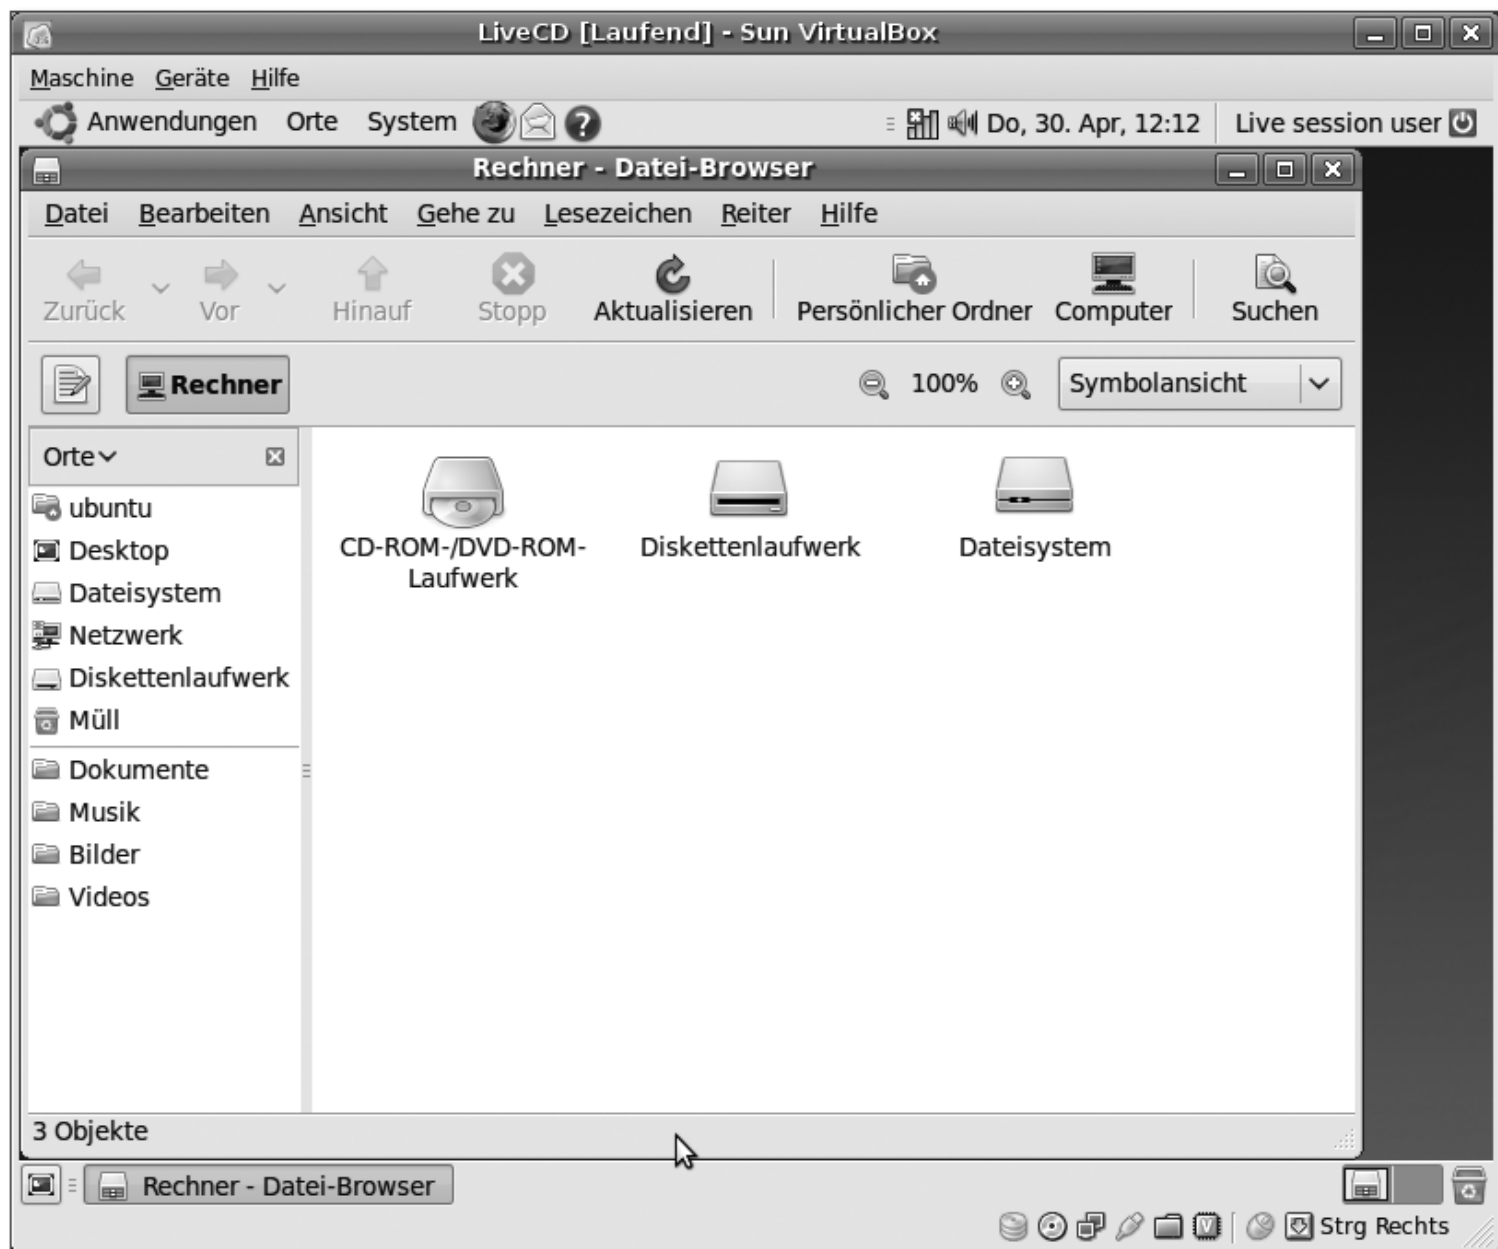 LiveCD [Laufend] - Sun VirtualBox
Maschine Geräte Hilfe
Anwendungen Orte System Do, 30. Apr, 12:12 Live session user
Rechner - Datei-Browser
Datei Bearbeiten Ansicht Gehe zu Lesezeichen Reiter Hilfe
Zurück Vor Hinauf Stopp Aktualisieren Persönlicher Ordner Computer Suchen
Rechner 100% Symbolansicht
Orte
ubuntu
Desktop
Dateisystem
Netzwerk
Diskettenlaufwerk
Müll
Dokumente
Musik
Bilder
Videos
CD-ROM-/DVD-ROM-
Laufwerk
Diskettenlaufwerk
Dateisystem
3 Objekte
Rechner - Datei-Browser
Strg Rechts